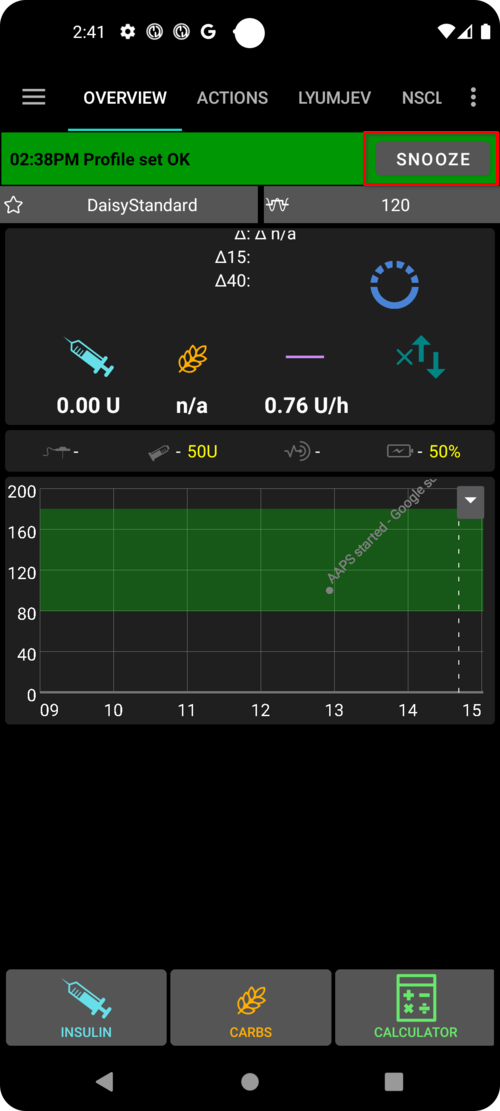 2:41
OVERVIEW ACTIONS LYUMJEV NSCL
02:38PM Profile set OK SNOOZE
DaisyStandard 120
Δ: Δ n/a
Δ15:
Δ40:
0.00 U n/a 0.76 U/h
- - 50U - - 50%
200
160
120
80
40
0
AAPS started - Google
09 10 11 12 13 14 15
INSULIN CARBS CALCULATOR